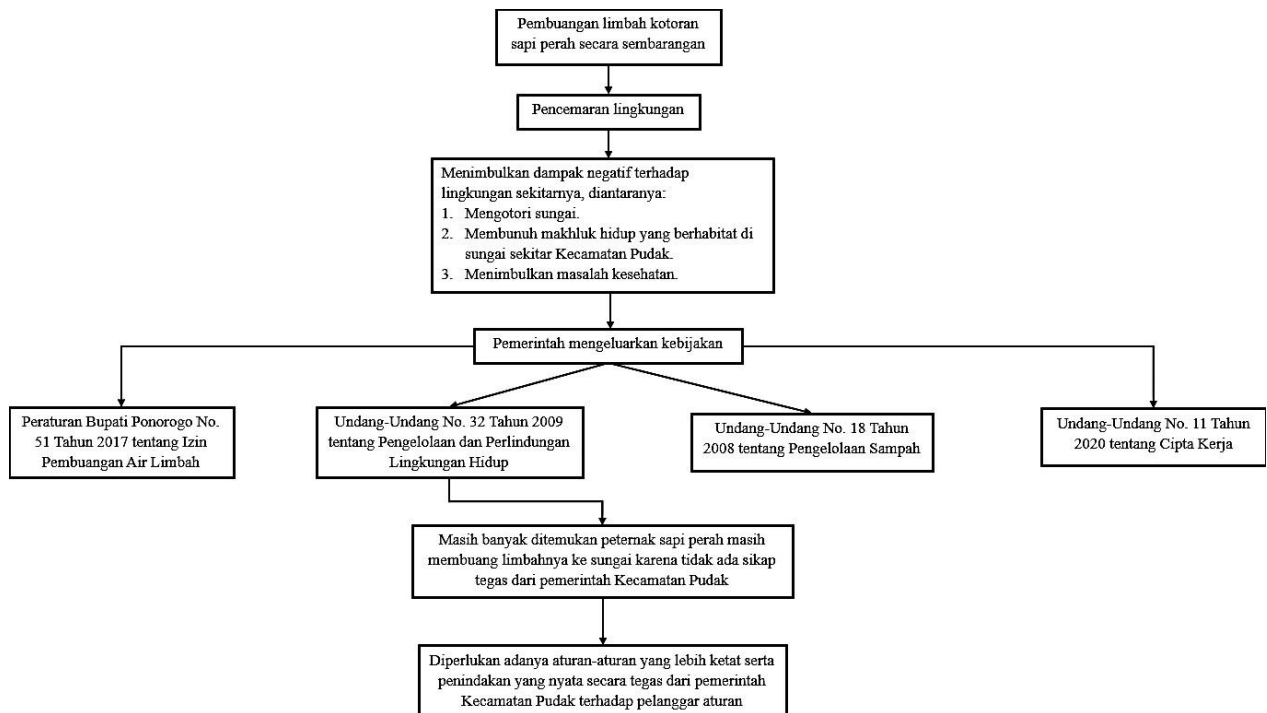 Pembuangan limbah kotoran
sapi perah secara sembarangan
Pencemaran lingkungan
Menimbulkan dampak negatif terhadap
lingkungan sekitarnya, diantaranya:
1. Mengotori sungai.
2. Membunuh makhluk hidup yang berhabitat di
sungai sekitar Kecamatan Pudak.
3. Menimbulkan masalah kesehatan.
Pemerintah mengeluarkan kebijakan
Peraturan Bupati Ponorogo No.
51 Tahun 2017 tentang Izin
Pembuangan Air Limbah
Undang-Undang No. 32 Tahun 2009
tentang Pengelolaan dan Perlindungan
Lingkungan Hidup
Undang-Undang No. 18 Tahun
2008 tentang Pengelolaan Sampah
Undang-Undang No. 11 Tahun
2020 tentang Cipta Kerja
Masih banyak ditemukan peternak sapi perah masih
membuang limbahnya ke sungai karena tidak ada sikap
tegas dari pemerintah Kecamatan Pudak
Diperlukan adanya aturan-aturan yang lebih ketat serta
penindakan yang nyata secara tegas dari pemerintah
Kecamatan Pudak terhadap pelanggar aturan